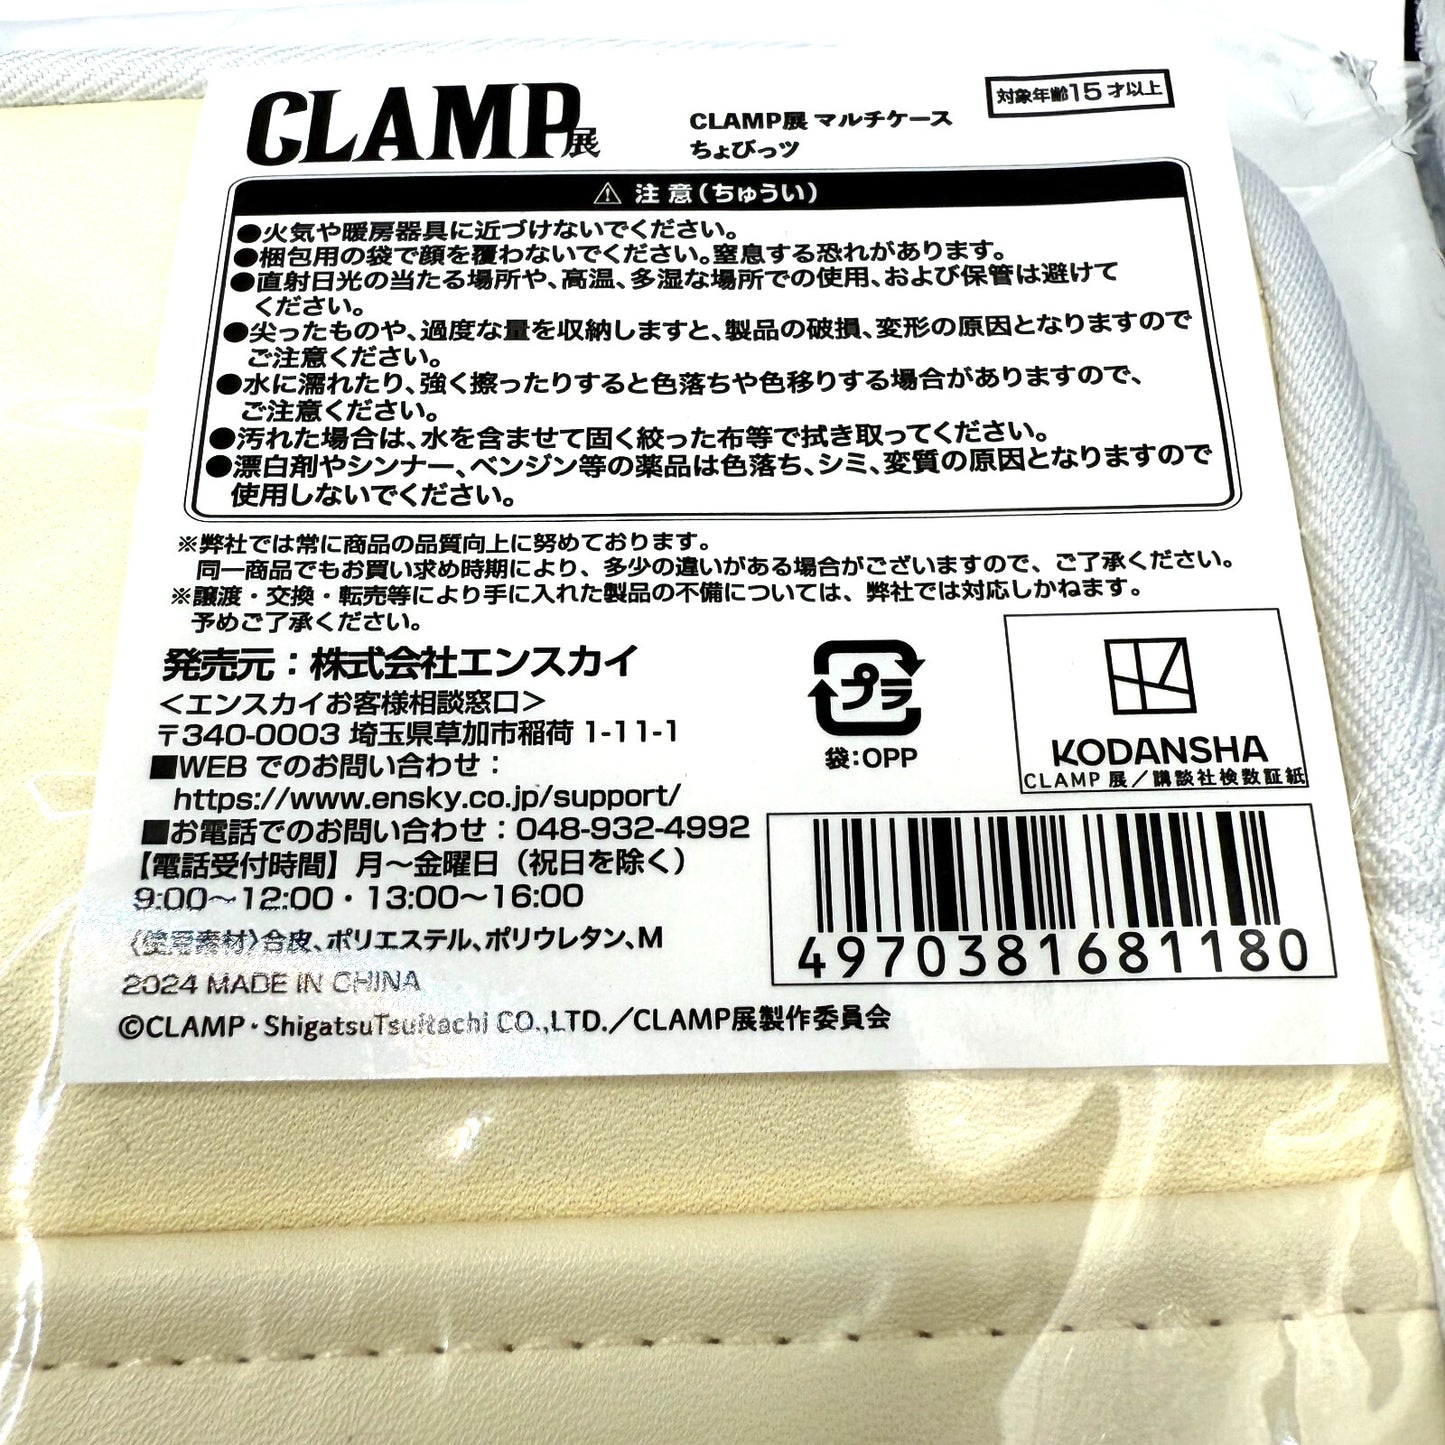 CLAMP展
CLAMP展 マルチケース
ちょびっツ
対象年齢15才以上
⚠ 注意(ちゅうい)
●火気や暖房器具に近づけないでください。
●梱包用の袋で顔を覆わないでください。窒息する恐れがあります。
●直射日光の当たる場所や、高温、多湿な場所での使用、および保管は避けて
ください。
●尖ったものや、過度な量を収納しますと、製品の破損、変形の原因となりますので
ご注意ください。
●水に濡れたり、強く擦ったりすると色落ちや色移りする場合がありますので、
ご注意ください。
●汚れた場合は、水を含ませて固く絞った布等で拭き取ってください。
●漂白剤やシンナー、ベンジン等の薬品は色落ち、シミ、変質の原因となりますので
使用しないでください。
※弊社では常に商品の品質向上に努めております。
同一商品でもお買い求め時期により、多少の違いがある場合がございますので、ご了承ください。
※譲渡・交換・転売等により手に入れた製品の不備については、弊社では対応しかねます。
予めご了承ください。
発売元：株式会社エンスカイ
＜エンスカイお客様相談窓口＞
〒340-0003 埼玉県草加市稲荷 1-11-1
■WEB でのお問い合わせ：
https://www.ensky.co.jp/support/
■お電話でのお問い合わせ：048-932-4992
【電話受付時間】月～金曜日（祝日を除く）
9:00～12:00・13:00～16:00
〈使用素材〉合皮、ポリエステル、ポリウレタン、M
2024 MADE IN CHINA
©CLAMP・ShigatsuTsuitachi CO.,LTD.／CLAMP展製作委員会
プラ
袋:OPP
KODANSHA
CLAMP 展／講談社検数証紙
4970381681180